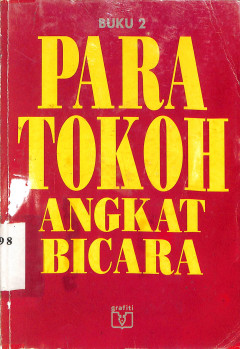 BUKU 2
PARA
TOKOH
ANGKAT
BICARA
98
grafiti